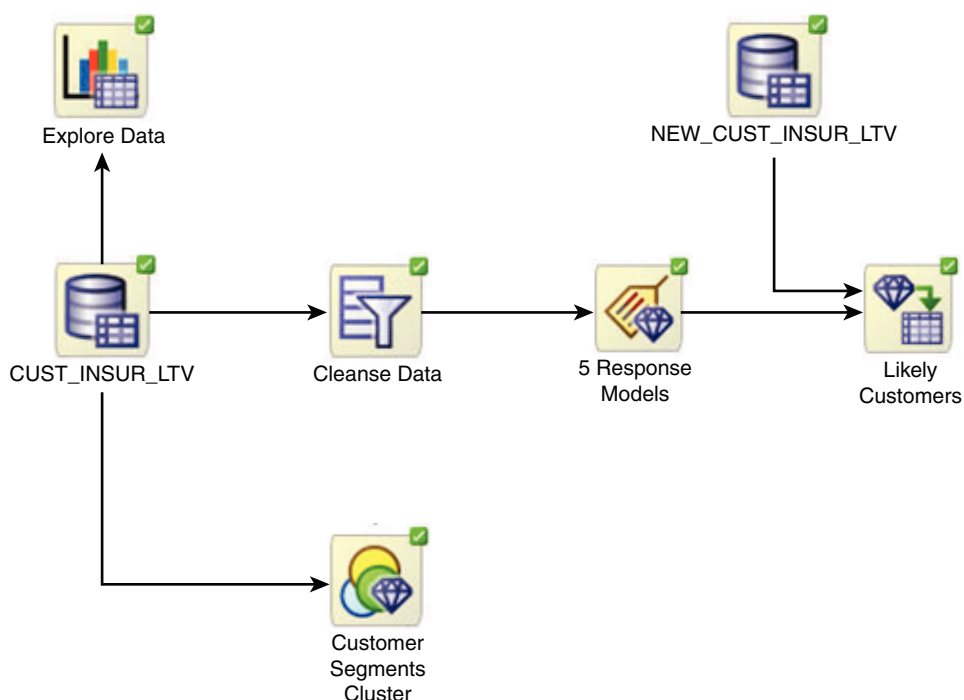 Explore Data
NEW_CUST_INSUR_LTV
CUST_INSUR_LTV
Cleanse Data
5 Response
Models
Likely
Customers
Customer
Segments
Cluster